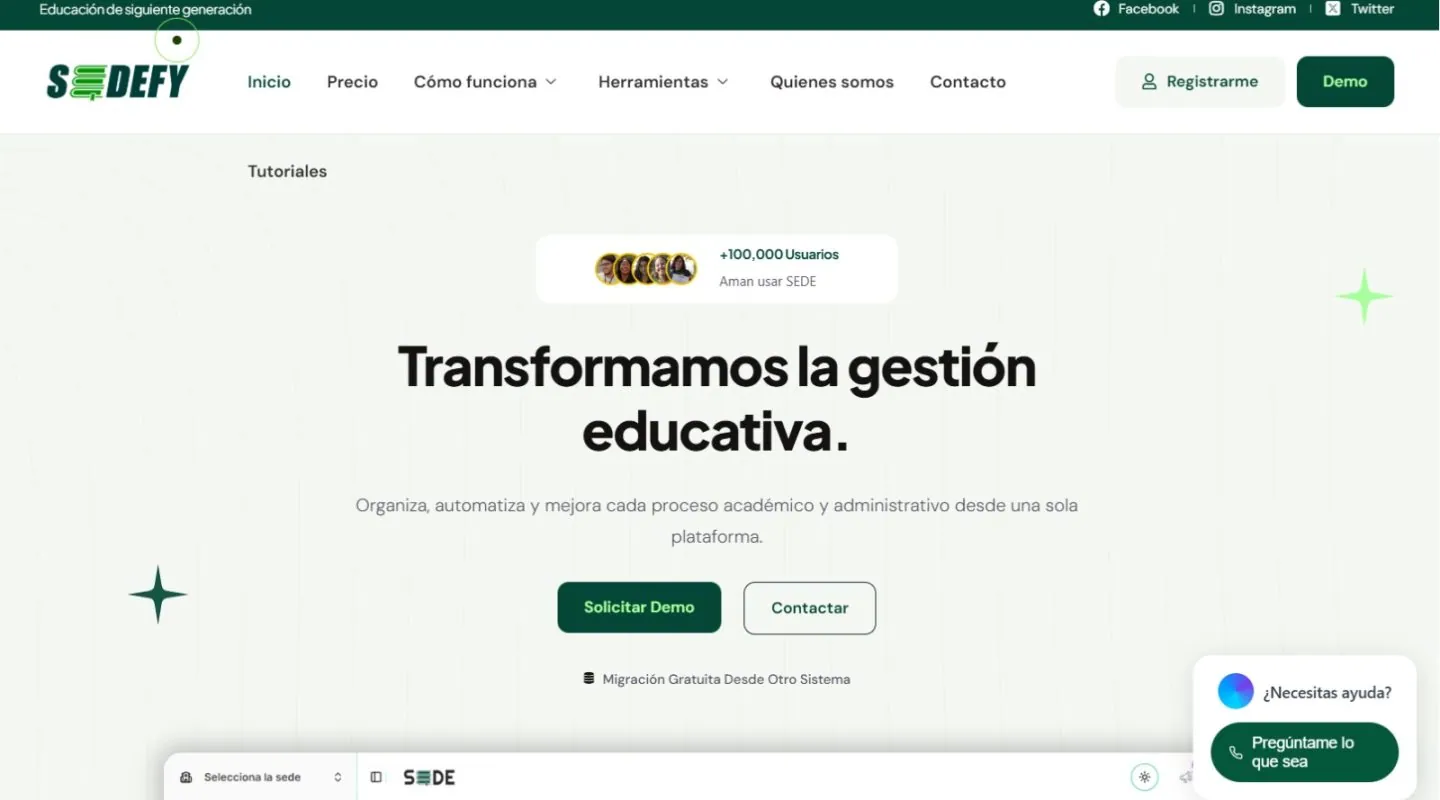 Educación de siguiente generación
Facebook
Instagram
Twitter
SEDEFY
Inicio
Precio
Cómo funciona
Herramientas
Quienes somos
Contacto
Registrarme
Demo
Tutoriales
+100,000 Usuarios
Aman usar SEDE
Transformamos la gestión
educativa.
Organiza, automatiza y mejora cada proceso académico y administrativo desde una sola
plataforma.
Solicitar Demo
Contactar
Migración Gratuita Desde Otro Sistema
¿Necesitas ayuda?
Pregúntame lo
que sea
Selecciona la sede
SEDE